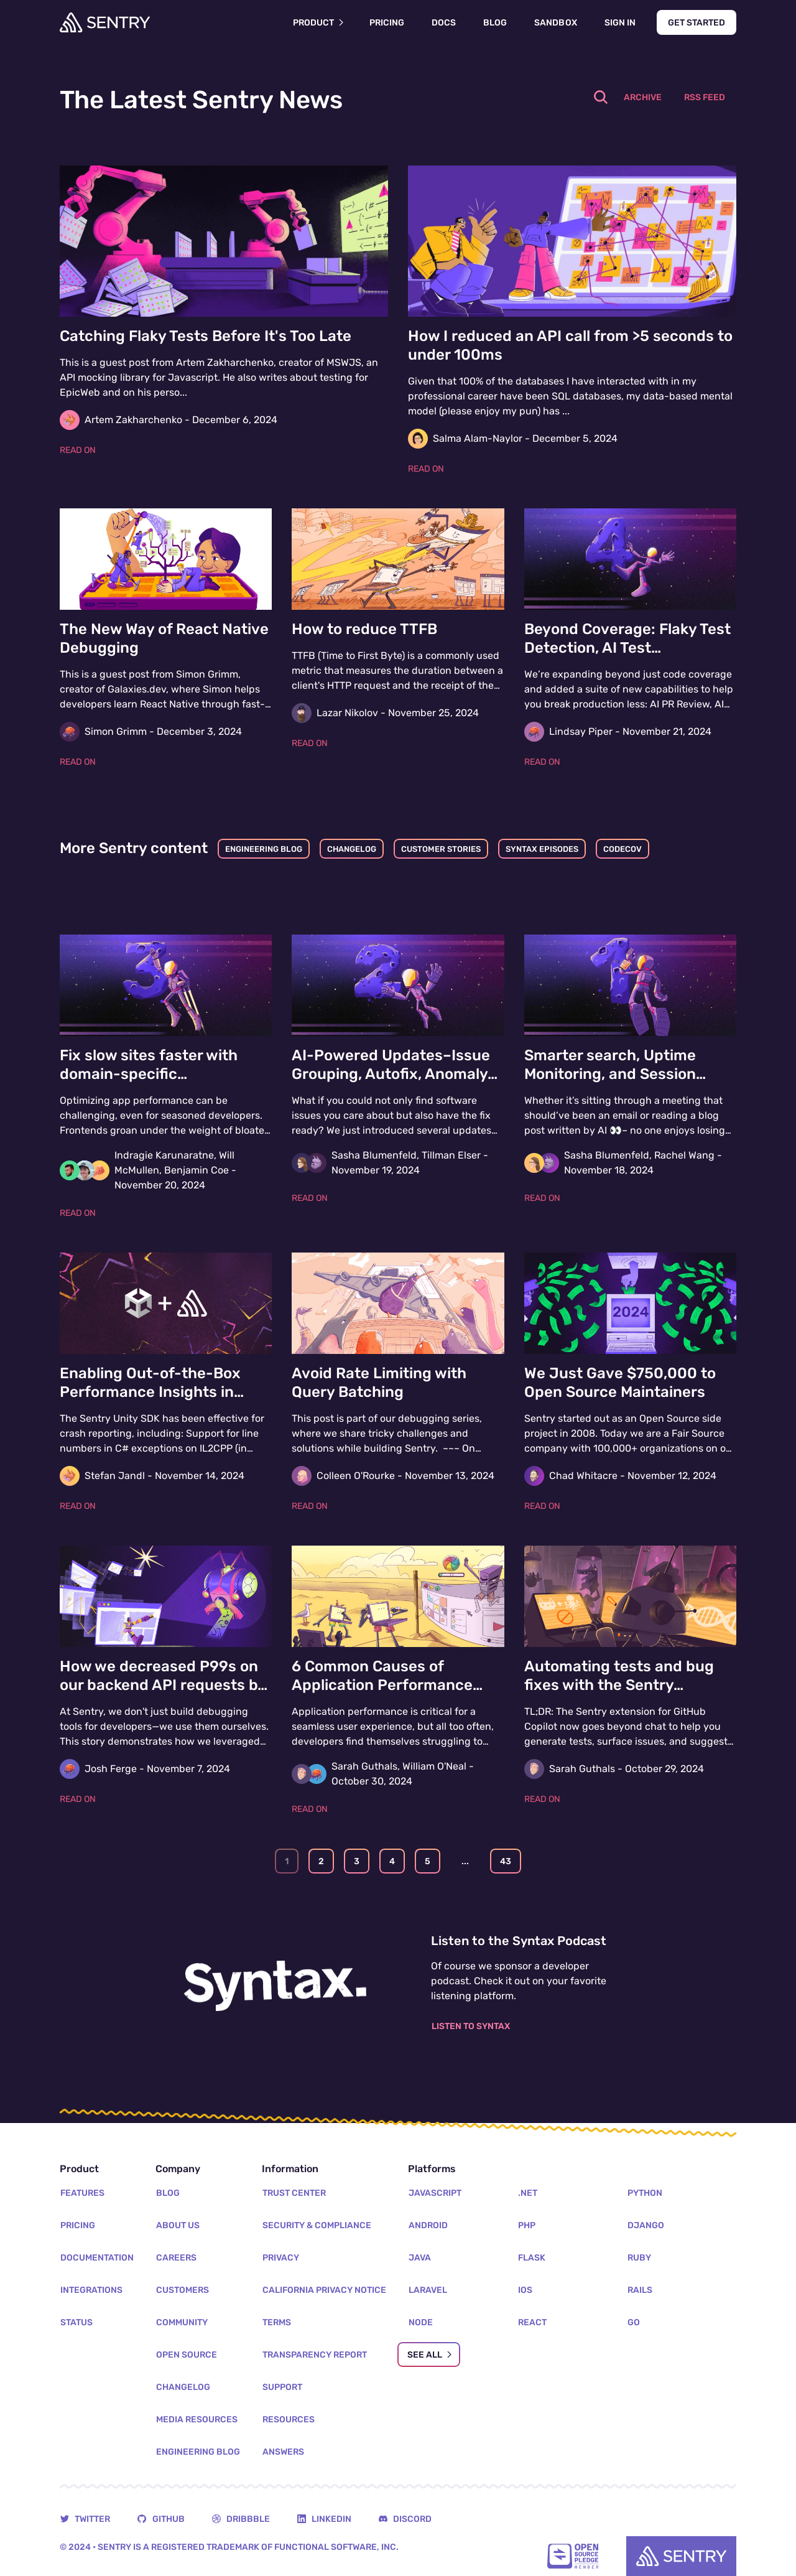 SENTRY
PRODUCT
PRICING
DOCS
BLOG
SANDBOX
SIGN IN
GET STARTED
The Latest Sentry News
ARCHIVE
RSS FEED
Catching Flaky Tests Before It's Too Late
This is a guest post from Artem Zakharchenko, creator of MSWJS, an
API mocking library for Javascript. He also writes about testing for
EpicWeb and on his perso...
Artem Zakharchenko - December 6, 2024
READ ON
How I reduced an API call from >5 seconds to
under 100ms
Given that 100% of the databases I have interacted with in my
professional career have been SQL databases, my data-based mental
model (please enjoy my pun) has ...
Salma Alam-Naylor - December 5, 2024
READ ON
The New Way of React Native
Debugging
This is a guest post from Simon Grimm,
creator of Galaxies.dev, where Simon helps
developers learn React Native through fast-...
Simon Grimm - December 3, 2024
READ ON
How to reduce TTFB
TTFB (Time to First Byte) is a commonly used
metric that measures the duration between a
client's HTTP request and the receipt of the...
Lazar Nikolov - November 25, 2024
READ ON
4
Beyond Coverage: Flaky Test
Detection, AI Test...
We're expanding beyond just code coverage
and added a suite of new capabilities to help
you break production less: AI PR Review, AI...
Lindsay Piper - November 21, 2024
READ ON
More Sentry content
ENGINEERING BLOG
CHANGELOG
CUSTOMER STORIES
SYNTAX EPISODES
CODECOV
3
Fix slow sites faster with
domain-specific...
Optimizing app performance can be
challenging, even for seasoned developers.
Frontends groan under the weight of bloate...
Indragie Karunaratne, Will
McMullen, Benjamin Coe -
November 20, 2024
READ ON
2
AI-Powered Updates–Issue
Grouping, Autofix, Anomaly...
What if you could not only find software
issues you care about but also have the fix
ready? We just introduced several updates...
Sasha Blumenfeld, Tillman Elser -
November 19, 2024
READ ON
1
Smarter search, Uptime
Monitoring, and Session...
Whether it's sitting through a meeting that
should've been an email or reading a blog
post written by AI 👀– no one enjoys losing...
Sasha Blumenfeld, Rachel Wang -
November 18, 2024
READ ON
+
Enabling Out-of-the-Box
Performance Insights in...
The Sentry Unity SDK has been effective for
crash reporting, including: Support for line
numbers in C# exceptions on IL2CPP (in...
Stefan Jandl - November 14, 2024
READ ON
Avoid Rate Limiting with
Query Batching
This post is part of our debugging series,
where we share tricky challenges and
solutions while building Sentry. ~~~ On...
Colleen O'Rourke - November 13, 2024
READ ON
2024
We Just Gave $750,000 to
Open Source Maintainers
Sentry started out as an Open Source side
project in 2008. Today we are a Fair Source
company with 100,000+ organizations on o...
Chad Whitacre - November 12, 2024
READ ON
How we decreased P99s on
our backend API requests b...
At Sentry, we don't just build debugging
tools for developers—we use them ourselves.
This story demonstrates how we leveraged...
Josh Ferge - November 7, 2024
READ ON
6 Common Causes of
Application Performance...
Application performance is critical for a
seamless user experience, but all too often,
developers find themselves struggling to...
Sarah Guthals, William O'Neal -
October 30, 2024
READ ON
Automating tests and bug
fixes with the Sentry...
TL;DR: The Sentry extension for GitHub
Copilot now goes beyond chat to help you
generate tests, surface issues, and suggest...
Sarah Guthals - October 29, 2024
READ ON
1
2
3
4
5
...
43
Syntax.
Listen to the Syntax Podcast
Of course we sponsor a developer
podcast. Check it out on your favorite
listening platform.
LISTEN TO SYNTAX
Product
FEATURES
PRICING
DOCUMENTATION
INTEGRATIONS
STATUS
Company
BLOG
ABOUT US
CAREERS
CUSTOMERS
COMMUNITY
OPEN SOURCE
CHANGELOG
MEDIA RESOURCES
ENGINEERING BLOG
Information
TRUST CENTER
SECURITY & COMPLIANCE
PRIVACY
CALIFORNIA PRIVACY NOTICE
TERMS
TRANSPARENCY REPORT
SUPPORT
RESOURCES
ANSWERS
Platforms
JAVASCRIPT
ANDROID
JAVA
LARAVEL
NODE
SEE ALL
.NET
PHP
FLASK
IOS
REACT
PYTHON
DJANGO
RUBY
RAILS
GO
TWITTER
GITHUB
DRIBBBLE
LINKEDIN
DISCORD
© 2024 • SENTRY IS A REGISTERED TRADEMARK OF FUNCTIONAL SOFTWARE, INC.
OPEN
SOURCE
PLEDGE
MEMBER
SENTRY